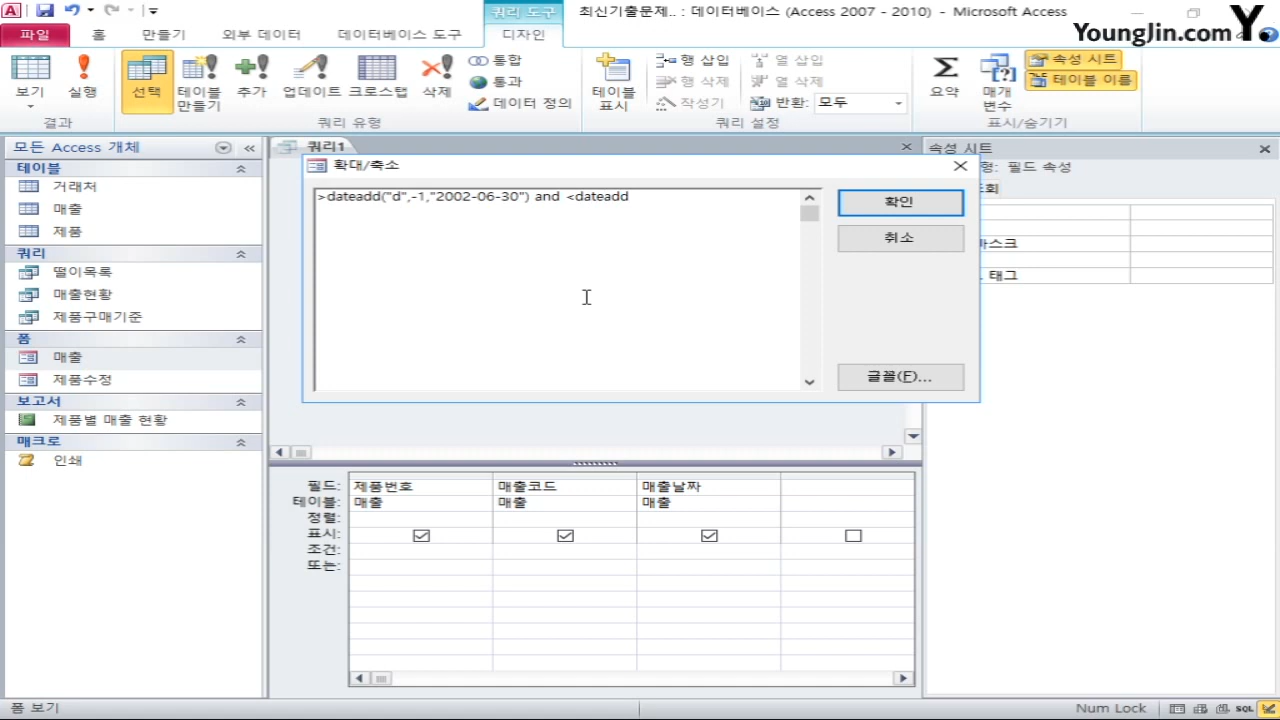 쿼리 도구
최신기출문제.. : 데이터베이스 (Access 2007 - 2010) - Microsoft Access
YoungJin.com Y.
파일 홈 만들기 외부 데이터 데이터베이스 도구 디자인
보기 실행 선택 테이블 만들기 추가 업데이트 크로스탭 삭제
통합
통과
데이터 정의
테이블 표시
행 삽입
행 삭제
작성기
열 삽입
열 삭제
반환: 모두
요약
매개 변수
속성 시트
테이블 이름
결과 쿼리 유형 쿼리 설정 표시/숨기기
모든 Access 개체
테이블
거래처
매출
제품
쿼리
떨이목록
매출현황
제품구매기준
폼
매출
제품수정
보고서
제품별 매출 현황
매크로
인쇄
쿼리1
확대/축소
>dateadd("d",-1,"2002-06-30") and <dateadd
확인
취소
글꼴(F)...
속성 시트
형: 필드 속성
회
마스크
태그
필드: 제품번호 매출코드 매출날짜
테이블: 매출 매출 매출
정렬:
표시:
조건:
또는:
폼 보기
Num Lock
SQL